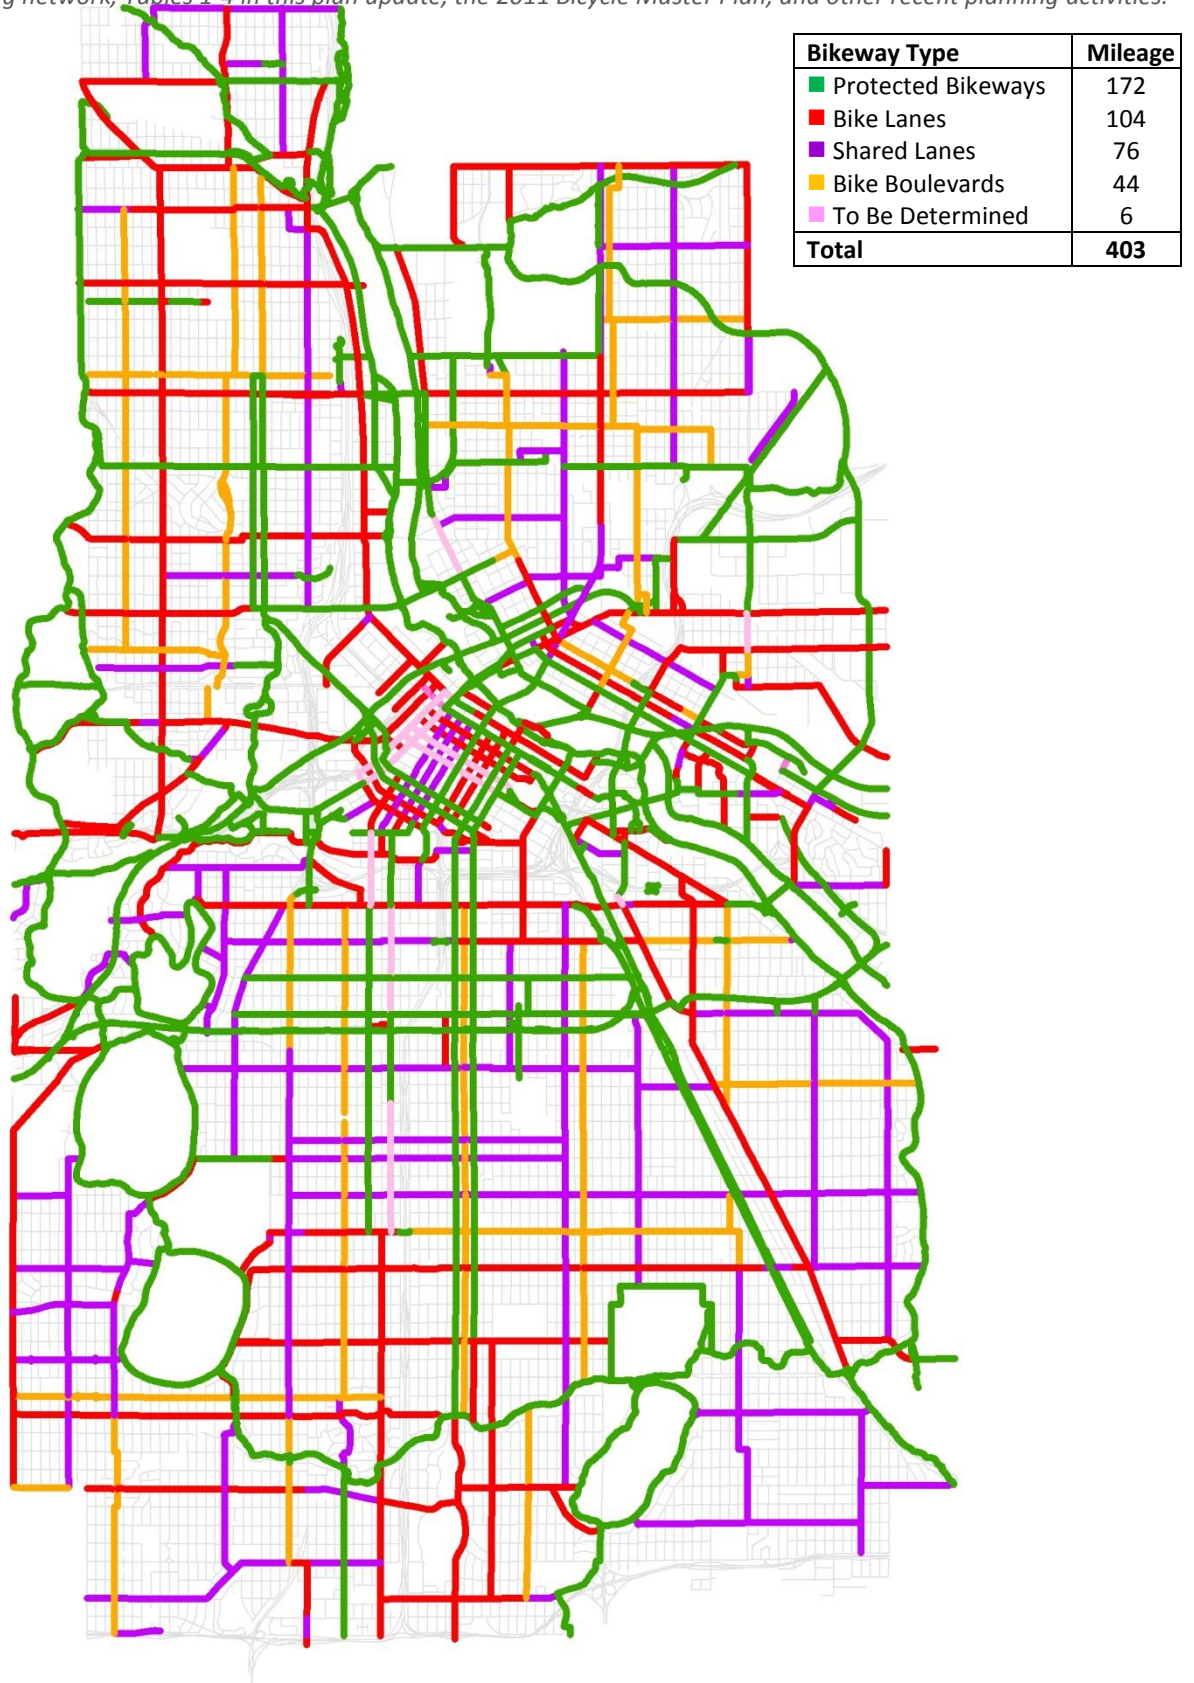 g network, Tables 1-4 in this plan update, the 2011 Bicycle Master Plan, and other recent planning activities.
Bikeway Type Mileage
Protected Bikeways 172
Bike Lanes 104
Shared Lanes 76
Bike Boulevards 44
To Be Determined 6
Total 403